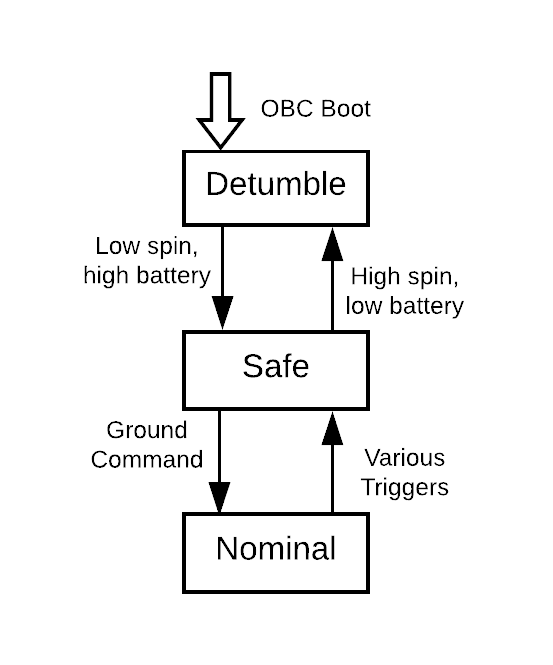 OBC Boot
Detumble
Low spin,
high battery
High spin,
low battery
Safe
Ground
Command
Various
Triggers
Nominal